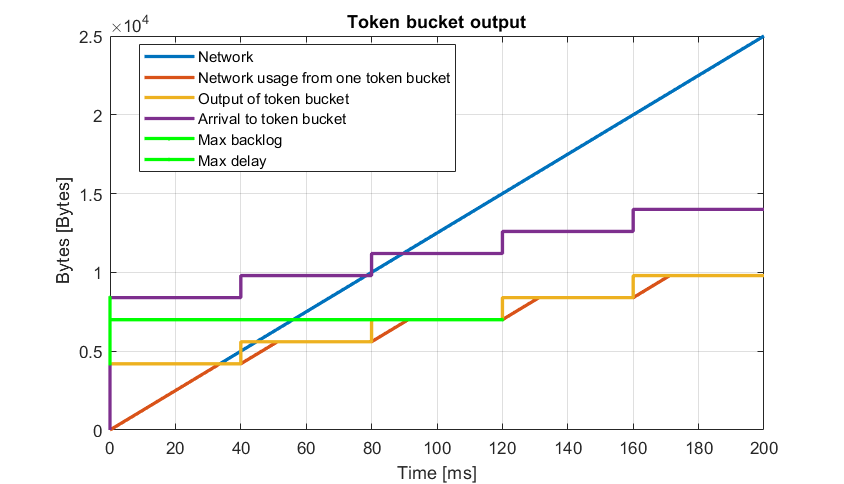 Token bucket output
×10⁴
2.5
2
1.5
1
0.5
0
Bytes [Bytes]
Network
Network usage from one token bucket
Output of token bucket
Arrival to token bucket
Max backlog
Max delay
0 20 40 60 80 100 120 140 160 180 200
Time [ms]